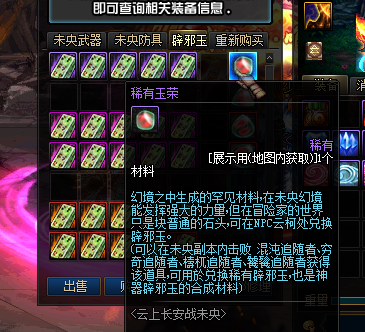 即可查询相关装备信息.
未央武器 未央防具 辟邪玉 重新购买
稀有玉荣
稀有
[展示用(地图内获取)]1个
材料
幻境之中生成的罕见材料,在未央幻境
能发挥强大的力量,但在冒险家的世界
只是块普通的石头,可在NPC云柯处兑换
辟邪玉。
(可以在未央副本内击败 混沌追随者、穷
奇追随者、梼杌追随者、饕餮追随者获得
该道具,可用於兑换稀有辟邪玉,也是神
器辟邪玉的合成材料)
<云上长安战未央>
出售